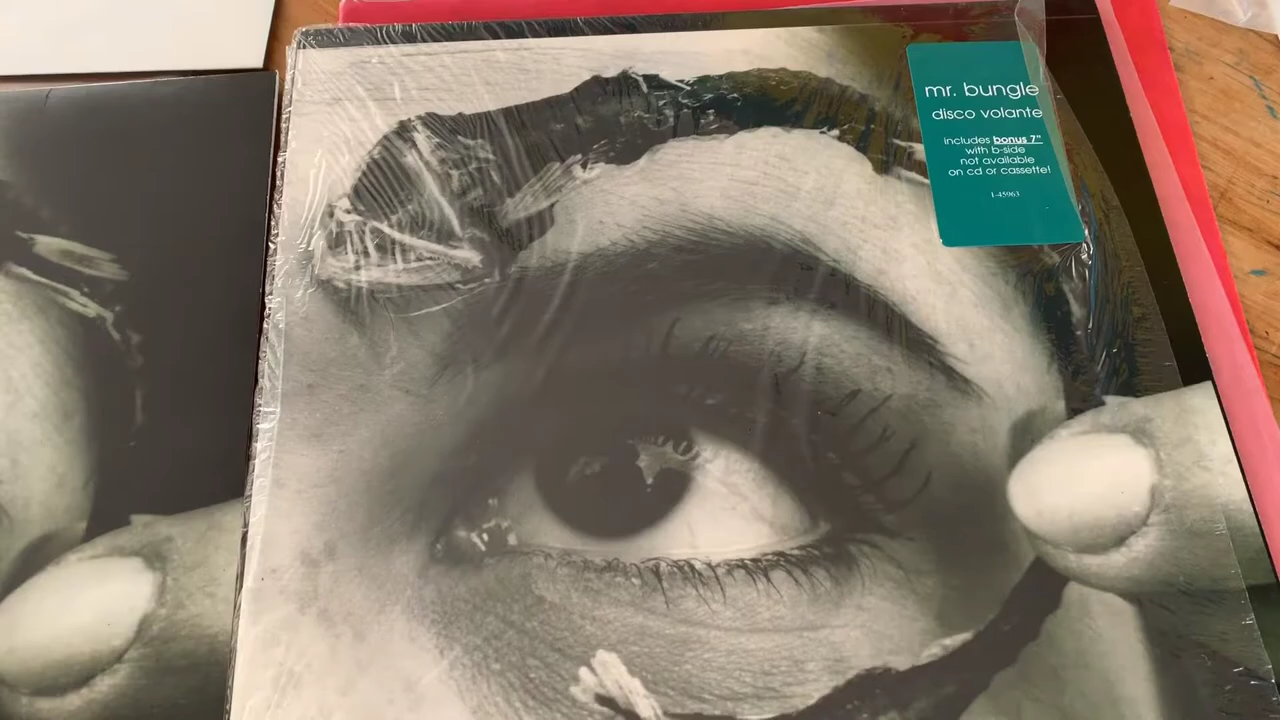 mr. bungle
disco volante
includes bonus 7"
with b-side
not available
on cd or cassette!
1-45963